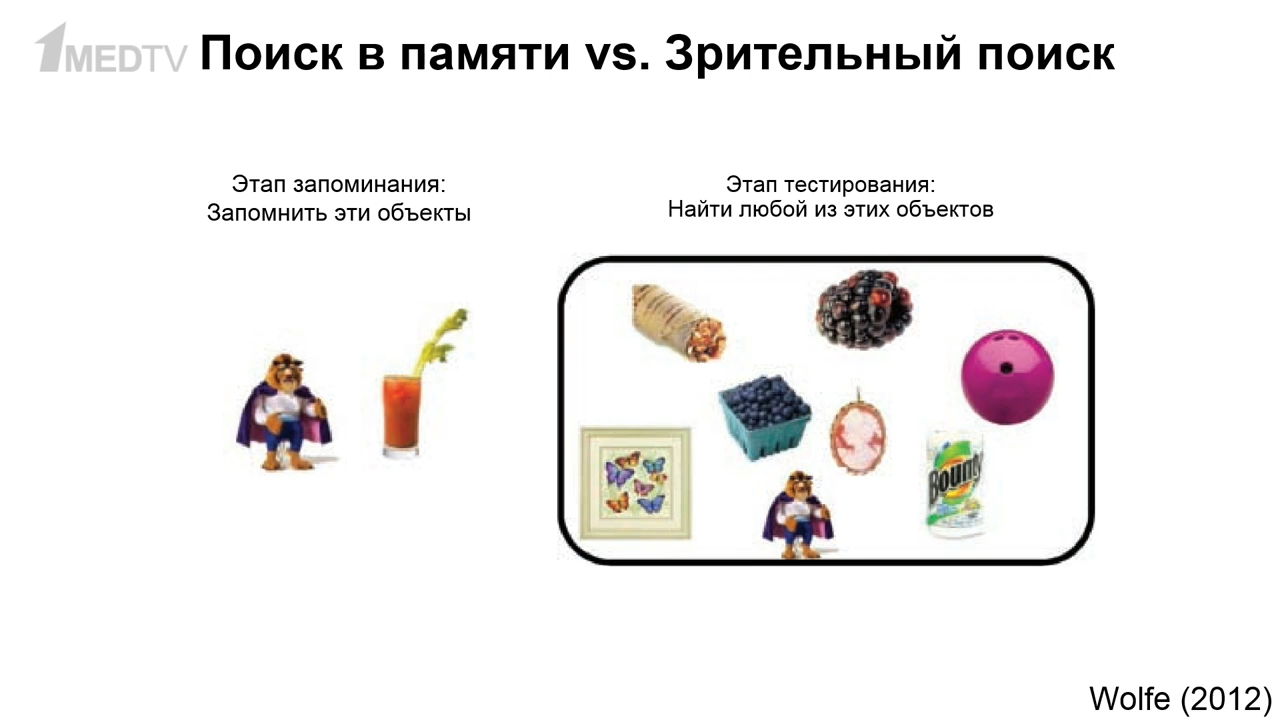 1MEDTV
Поиск в памяти vs. Зрительный поиск
Этап запоминания:
Запомнить эти объекты
Этап тестирования:
Найти любой из этих объектов
Bounty
Wolfe (2012)